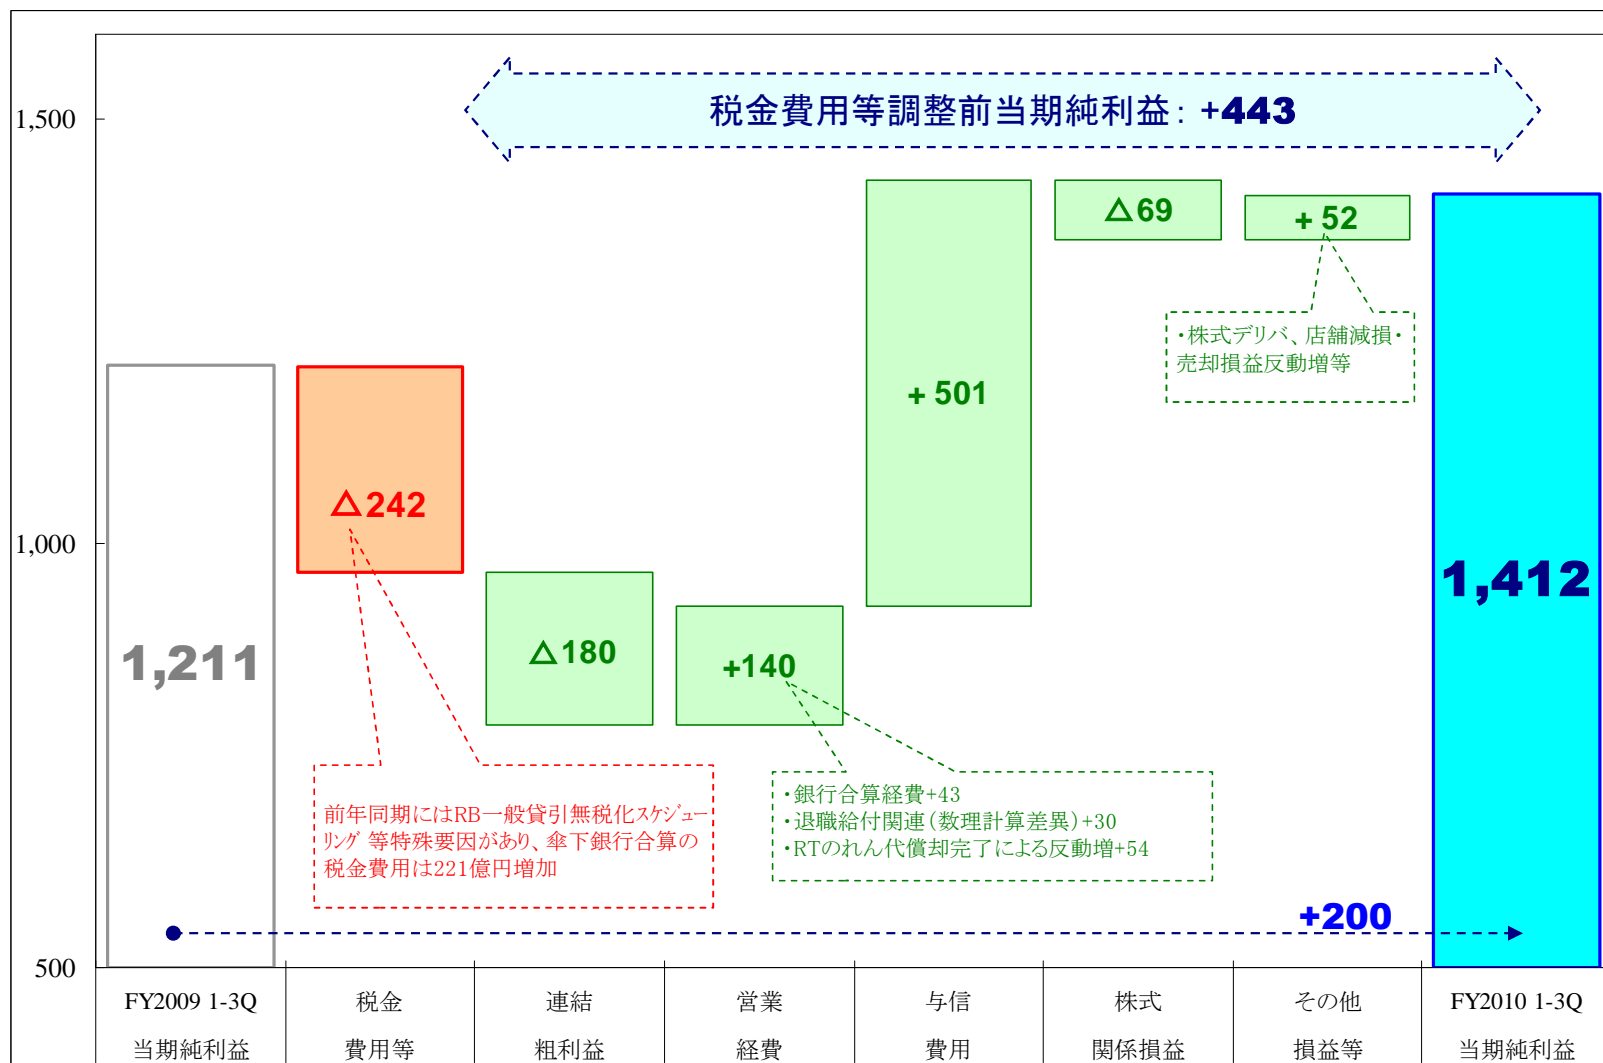 税金費用等調整前当期純利益： +443
1,500
1,000
500
1,211
△242
△180
+140
+ 501
△69
+ 52
1,412
・株式デリバ、店舗減損・
売却損益反動増等
前年同期にはRB一般貸引無税化スケジュー
リング等特殊要因があり、傘下銀行合算の
税金費用は221億円増加
・銀行合算経費+43
・退職給付関連（数理計算差異）+30
・RTのれん代償却完了による反動増+54
+200
FY2009 1-3Q
当期純利益
税金
費用等
連結
粗利益
営業
経費
与信
費用
株式
関係損益
その他
損益等
FY2010 1-3Q
当期純利益